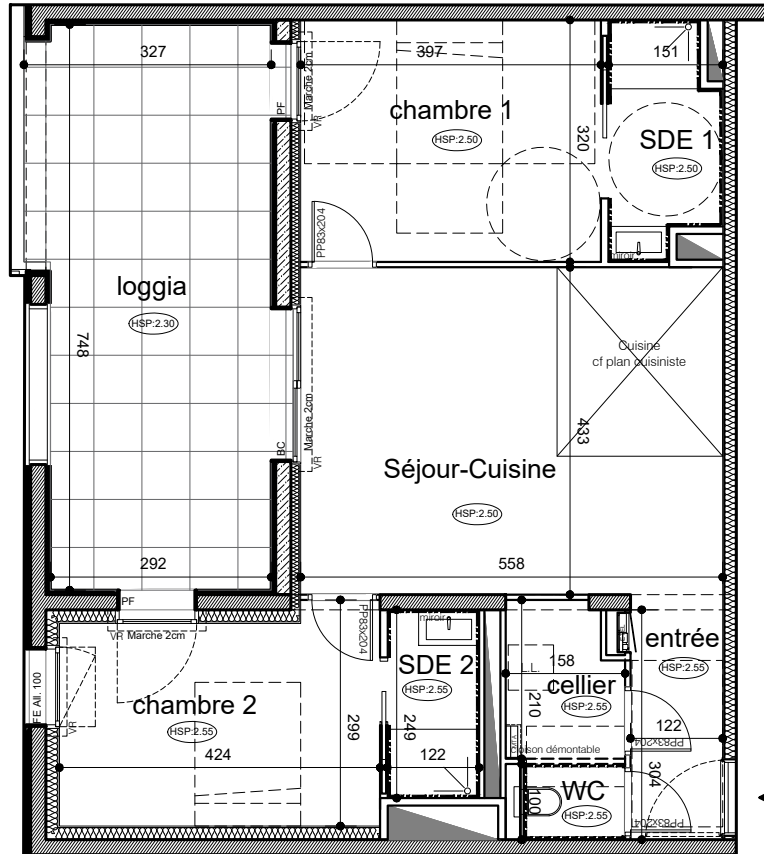 327
397
151
PF
Marche 2cm
VR
chambre 1
HSP:2.50
320
SDE 1
HSP:2.50
PP83x204
miroir
loggia
HSP:2.30
748
Marche 2cm
VR
BC
Cuisine
cf plan cuisiniste
433
Séjour-Cuisine
HSP:2.50
292
558
PF
VR
Marche 2cm
PP83x204
miroir
FE All. 100
VR
chambre 2
HSP:2.55
424
299
SDE 2
HSP:2.55
249
122
L.L.
158
cellier
HSP:2.55
210
entrée
HSP:2.55
122
PP83x204
304
WC
HSP:2.55
100
PP83x204